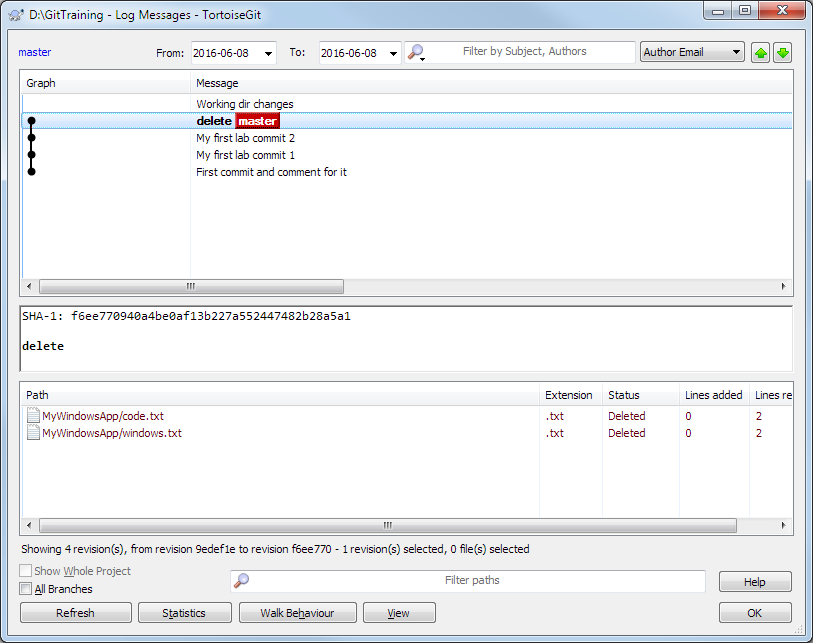 D:\GitTraining - Log Messages - TortoiseGit
master From: 2016-06-08 To: 2016-06-08 Filter by Subject, Authors Author Email
Graph Message
Working dir changes
delete master
My first lab commit 2
My first lab commit 1
First commit and comment for it
SHA-1: f6ee770940a4be0af13b227a552447482b28a5a1
delete
Path Extension Status Lines added Lines re
MyWindowsApp/code.txt .txt Deleted 0 2
MyWindowsApp/windows.txt .txt Deleted 0 2
Showing 4 revision(s), from revision 9edef1e to revision f6ee770 - 1 revision(s) selected, 0 file(s) selected
Show Whole Project Filter paths Help
All Branches
Refresh Statistics Walk Behaviour View OK